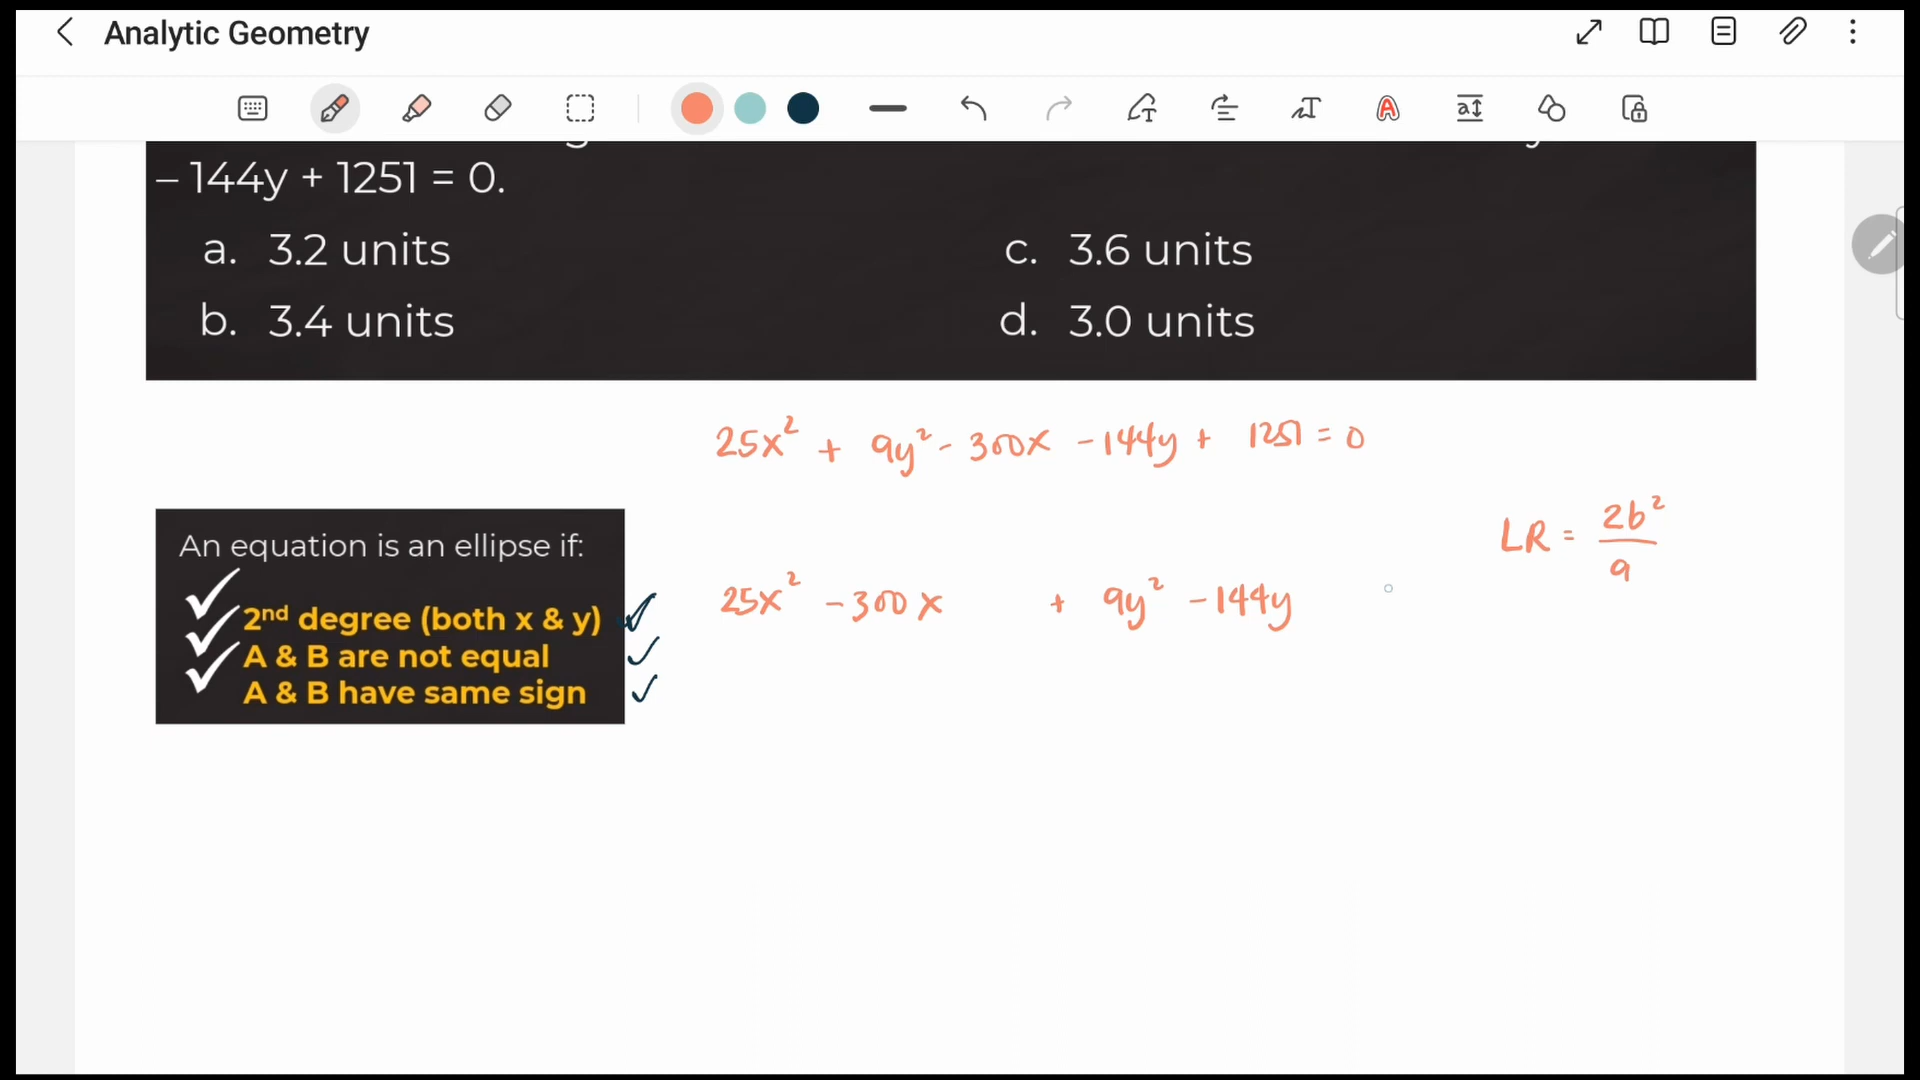 Analytic Geometry
– 144y + 1251 = 0.
a. 3.2 units
c. 3.6 units
b. 3.4 units
d. 3.0 units
25x² + 9y² - 300x - 144y + 1251 = 0
An equation is an ellipse if:
2nd degree (both x & y)
A & B are not equal
A & B have same sign
25x² - 300x + 9y² - 144y
LR = 2b²/a